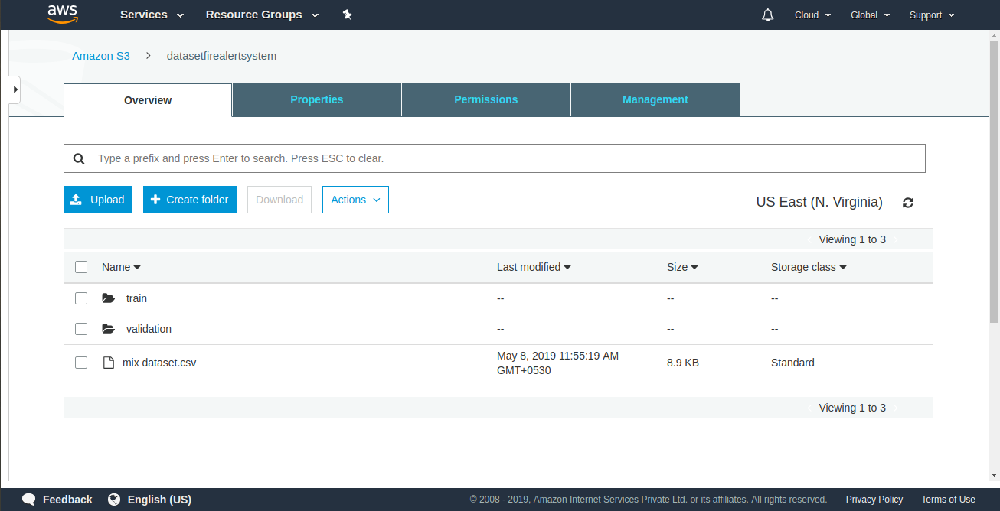 aws Services Resource Groups Cloud Global Support
Amazon S3 > datasetfirealertsystem
Overview Properties Permissions Management
Type a prefix and press Enter to search. Press ESC to clear.
Upload Create folder Download Actions US East (N. Virginia)
Viewing 1 to 3
Name Last modified Size Storage class
train -- -- --
validation -- -- --
mix dataset.csv May 8, 2019 11:55:19 AM GMT+0530 8.9 KB Standard
Viewing 1 to 3
Feedback English (US) © 2008 - 2019, Amazon Internet Services Private Ltd. or its affiliates. All rights reserved. Privacy Policy Terms of Use